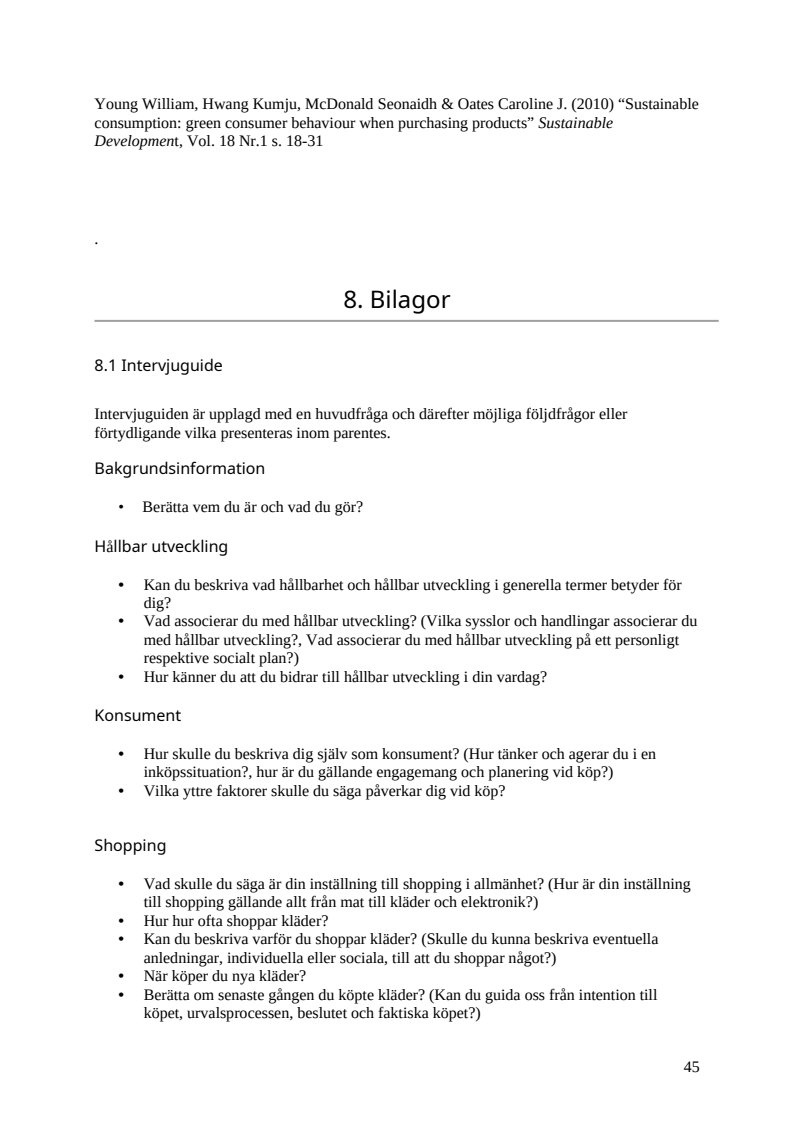 Young William, Hwang Kumju, McDonald Seonaidh & Oates Caroline J. (2010) “Sustainable
consumption: green consumer behaviour when purchasing products” Sustainable
Development, Vol. 18 Nr.1 s. 18-31
.
8. Bilagor
8.1 Intervjuguide
Intervjuguiden är upplagd med en huvudfråga och därefter möjliga följdfrågor eller
förtydligande vilka presenteras inom parentes.
Bakgrundsinformation
• Berätta vem du är och vad du gör?
Hållbar utveckling
• Kan du beskriva vad hållbarhet och hållbar utveckling i generella termer betyder för
dig?
• Vad associerar du med hållbar utveckling? (Vilka sysslor och handlingar associerar du
med hållbar utveckling?, Vad associerar du med hållbar utveckling på ett personligt
respektive socialt plan?)
• Hur känner du att du bidrar till hållbar utveckling i din vardag?
Konsument
• Hur skulle du beskriva dig själv som konsument? (Hur tänker och agerar du i en
inköpssituation?, hur är du gällande engagemang och planering vid köp?)
• Vilka yttre faktorer skulle du säga påverkar dig vid köp?
Shopping
• Vad skulle du säga är din inställning till shopping i allmänhet? (Hur är din inställning
till shopping gällande allt från mat till kläder och elektronik?)
• Hur hur ofta shoppar kläder?
• Kan du beskriva varför du shoppar kläder? (Skulle du kunna beskriva eventuella
anledningar, individuella eller sociala, till att du shoppar något?)
• När köper du nya kläder?
• Berätta om senaste gången du köpte kläder? (Kan du guida oss från intention till
köpet, urvalsprocessen, beslutet och faktiska köpet?)
45